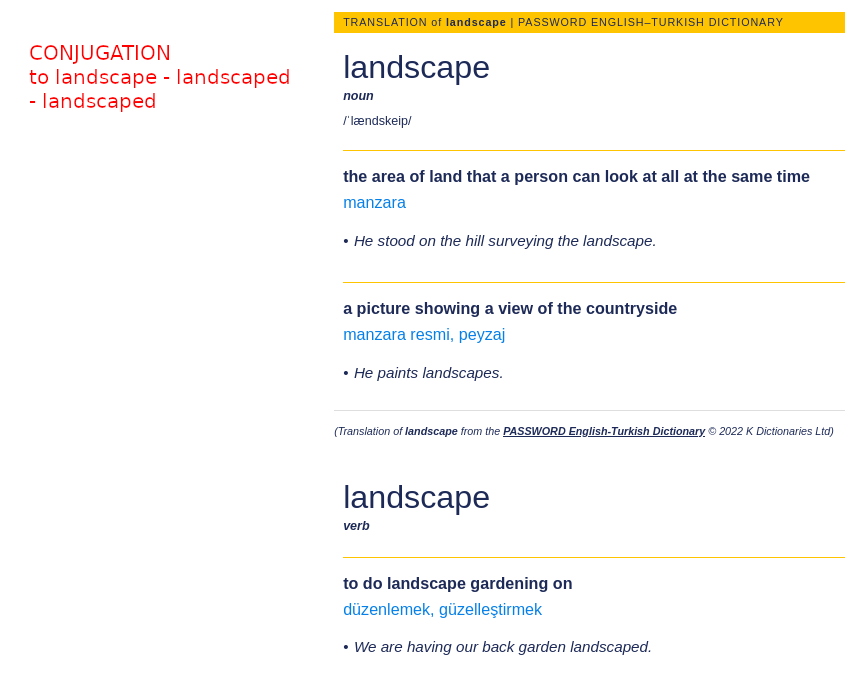 CONJUGATION
to landscape - landscaped
- landscaped
TRANSLATION of landscape | PASSWORD ENGLISH–TURKISH DICTIONARY
landscape
noun
/ˈlændskeip/
the area of land that a person can look at all at the same time
manzara
• He stood on the hill surveying the landscape.
a picture showing a view of the countryside
manzara resmi, peyzaj
• He paints landscapes.
(Translation of landscape from the PASSWORD English-Turkish Dictionary © 2022 K Dictionaries Ltd)
landscape
verb
to do landscape gardening on
düzenlemek, güzelleştirmek
• We are having our back garden landscaped.